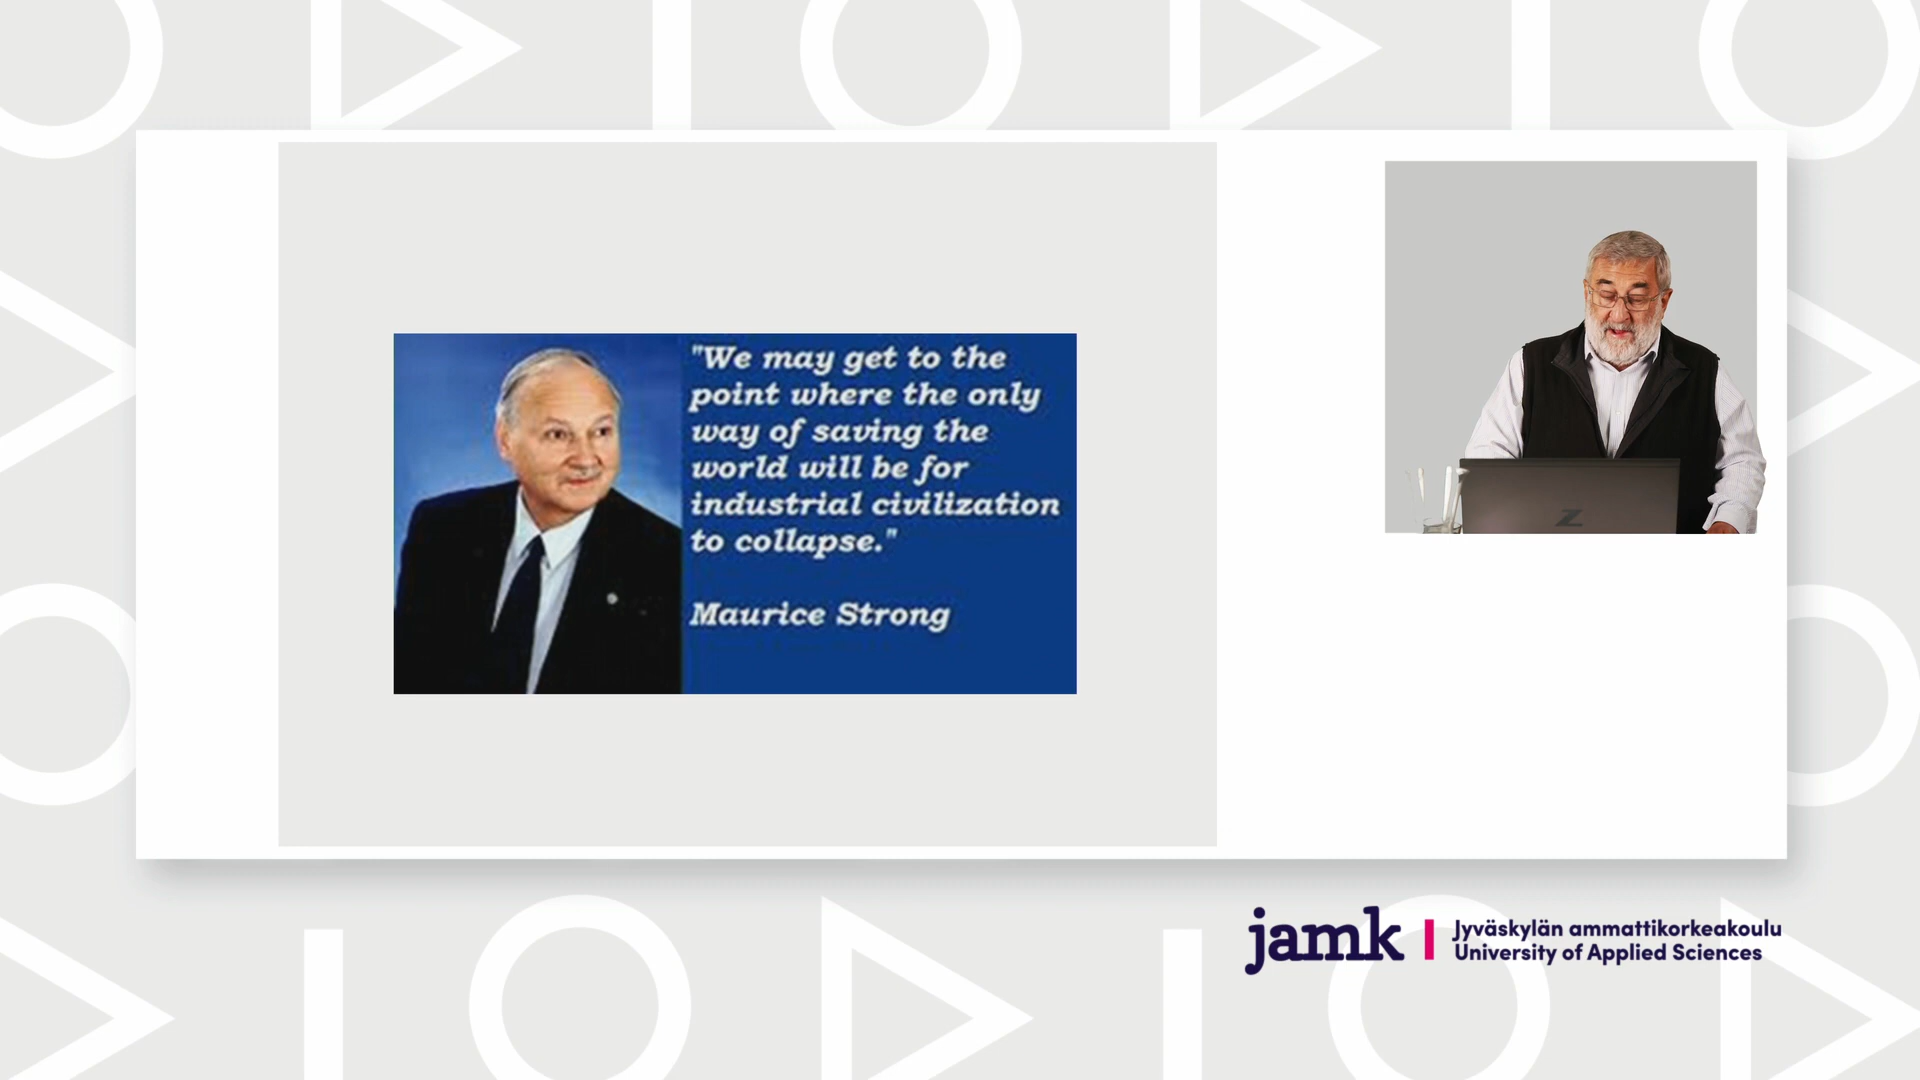 "We may get to the
point where the only
way of saving the
world will be for
industrial civilization
to collapse."
Maurice Strong
Z
jamk
Jyväskylän ammattikorkeakoulu
University of Applied Sciences